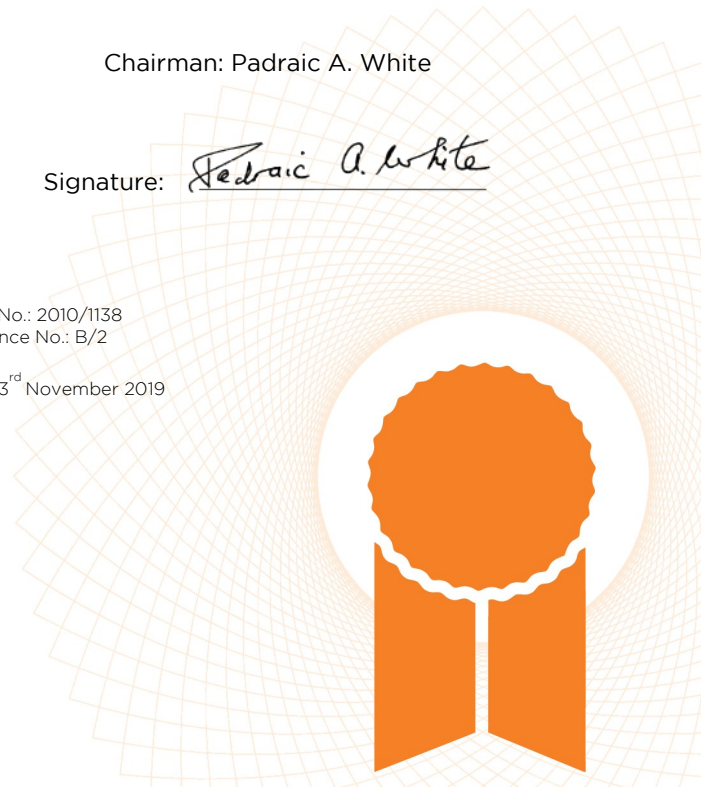 Chairman: Padraic A. White
Signature: Padraic A. White
No.: 2010/1138
nce No.: B/2
3rd November 2019